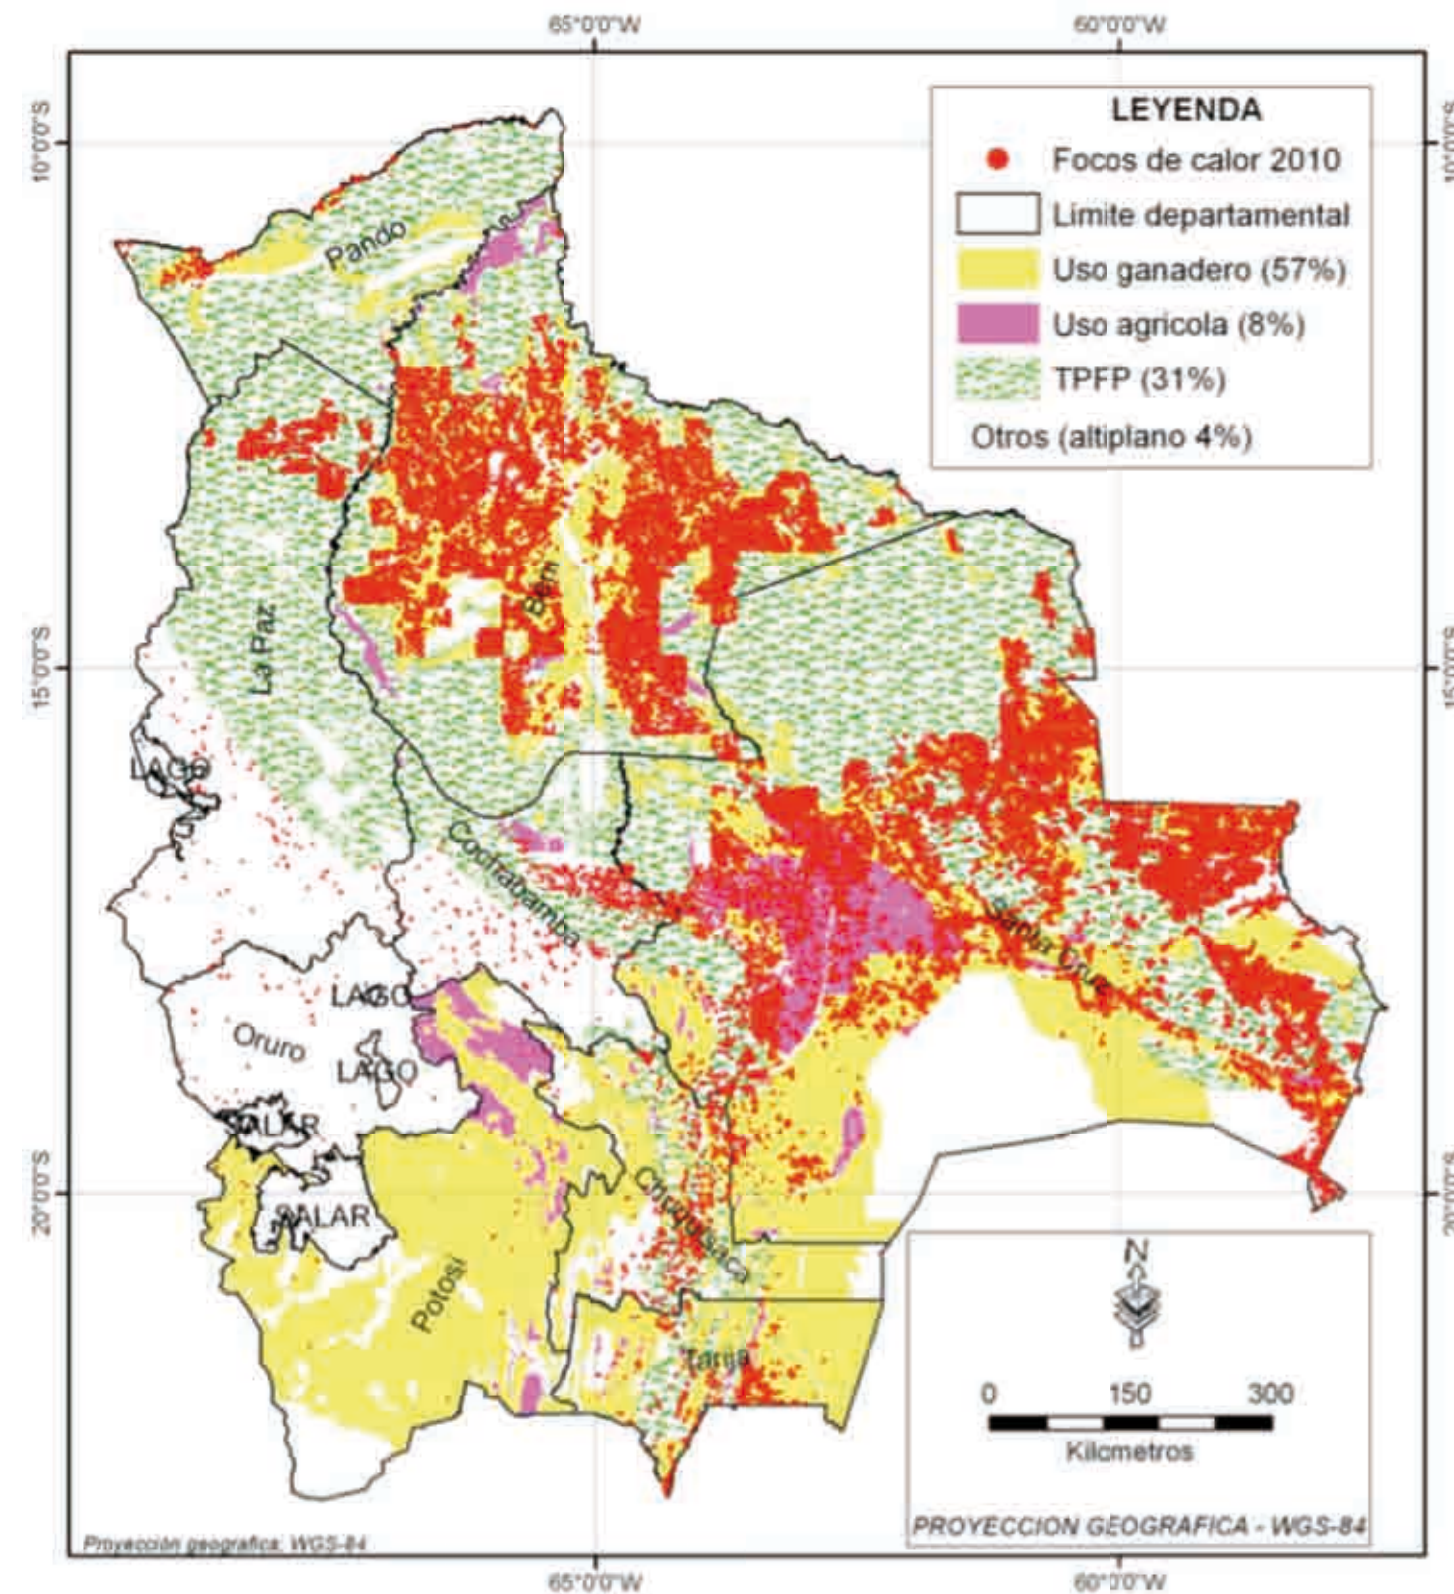 65°0'0"W
60°0'0"W
10°0'0"S
10°0'0"S
LEYENDA
Focos de calor 2010
Limite departamental
Uso ganadero (57%)
Uso agricola (8%)
TPFP (31%)
Otros (altiplano 4%)
Pando
Beni
La Paz
15°0'0"S
15°0'0"S
LAGO
Cochabamba
Santa Cruz
LAGO
Oruro
LAGO
SALAR
20°0'0"S
20°0'0"S
SALAR
Chuquisaca
Potosi
Tarija
N
0 150 300
Kilometros
PROYECCION GEOGRAFICA - WGS-84
Proyección geografica: WGS-84
65°0'0"W
60°0'0"W